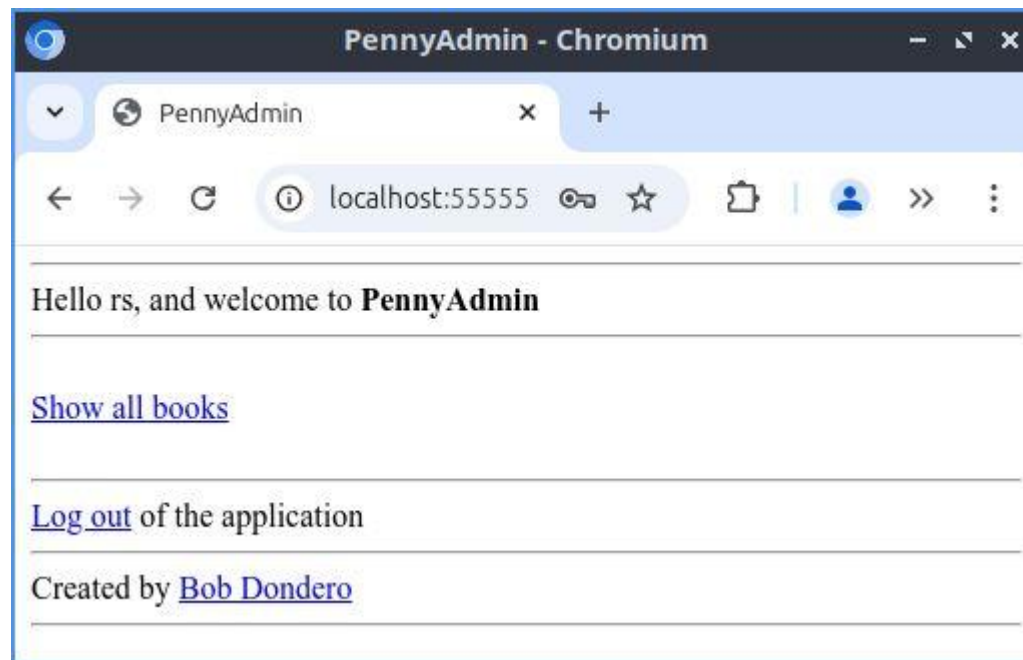 PennyAdmin - Chromium
PennyAdmin
localhost:55555
Hello rs, and welcome to PennyAdmin
Show all books
Log out of the application
Created by Bob Dondero